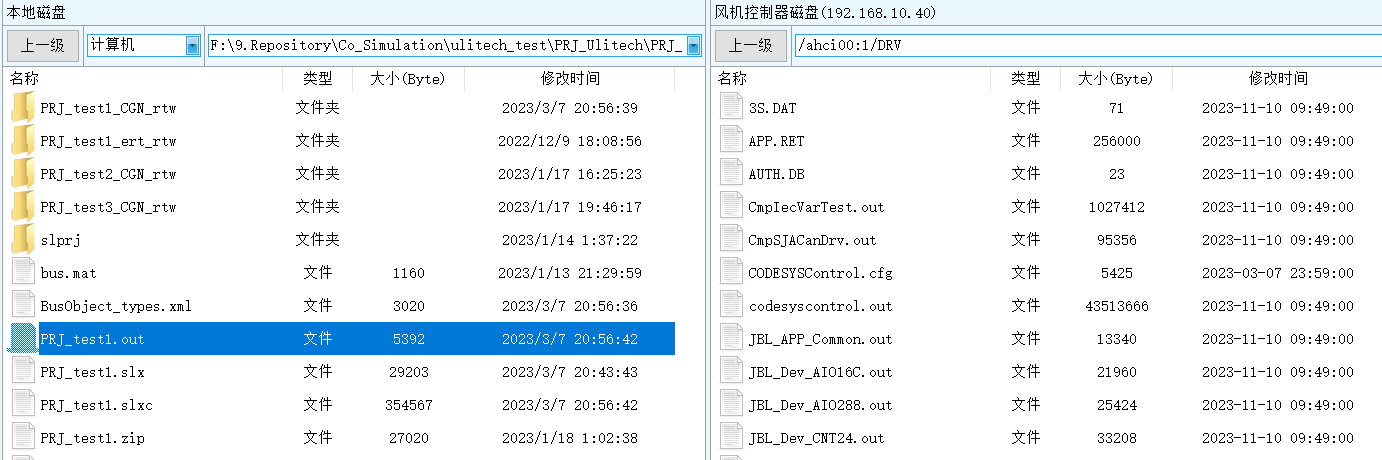 本地磁盘
上一级 计算机 F:\9.Repository\Co_Simulation\ulitech_test\PRJ_Ulitech\PRJ_
名称 类型 大小(Byte) 修改时间
PRJ_test1_CGN_rtw 文件夹 2023/3/7 20:56:39
PRJ_test1_ert_rtw 文件夹 2022/12/9 18:08:56
PRJ_test2_CGN_rtw 文件夹 2023/1/17 16:25:23
PRJ_test3_CGN_rtw 文件夹 2023/1/17 19:46:17
slprj 文件夹 2023/1/14 1:37:22
bus.mat 文件 1160 2023/1/13 21:29:59
BusObject_types.xml 文件 3020 2023/3/7 20:56:36
PRJ_test1.out 文件 5392 2023/3/7 20:56:42
PRJ_test1.slx 文件 29203 2023/3/7 20:43:43
PRJ_test1.slxc 文件 354567 2023/3/7 20:56:42
PRJ_test1.zip 文件 27020 2023/1/18 1:02:38
风机控制器磁盘(192.168.10.40)
上一级 /ahci00:1/DRV
名称 类型 大小(Byte) 修改时间
3S.DAT 文件 71 2023-11-10 09:49:00
APP.RET 文件 256000 2023-11-10 09:49:00
AUTH.DB 文件 23 2023-11-10 09:49:00
CmpIecVarTest.out 文件 1027412 2023-11-10 09:49:00
CmpSJACanDrv.out 文件 95356 2023-11-10 09:49:00
CODESYSControl.cfg 文件 5425 2023-03-07 23:59:00
codesyscontrol.out 文件 43513666 2023-11-10 09:49:00
JBL_APP_Common.out 文件 13340 2023-11-10 09:49:00
JBL_Dev_AIO16C.out 文件 21960 2023-11-10 09:49:00
JBL_Dev_AIO288.out 文件 25424 2023-11-10 09:49:00
JBL_Dev_CNT24.out 文件 33208 2023-11-10 09:49:00